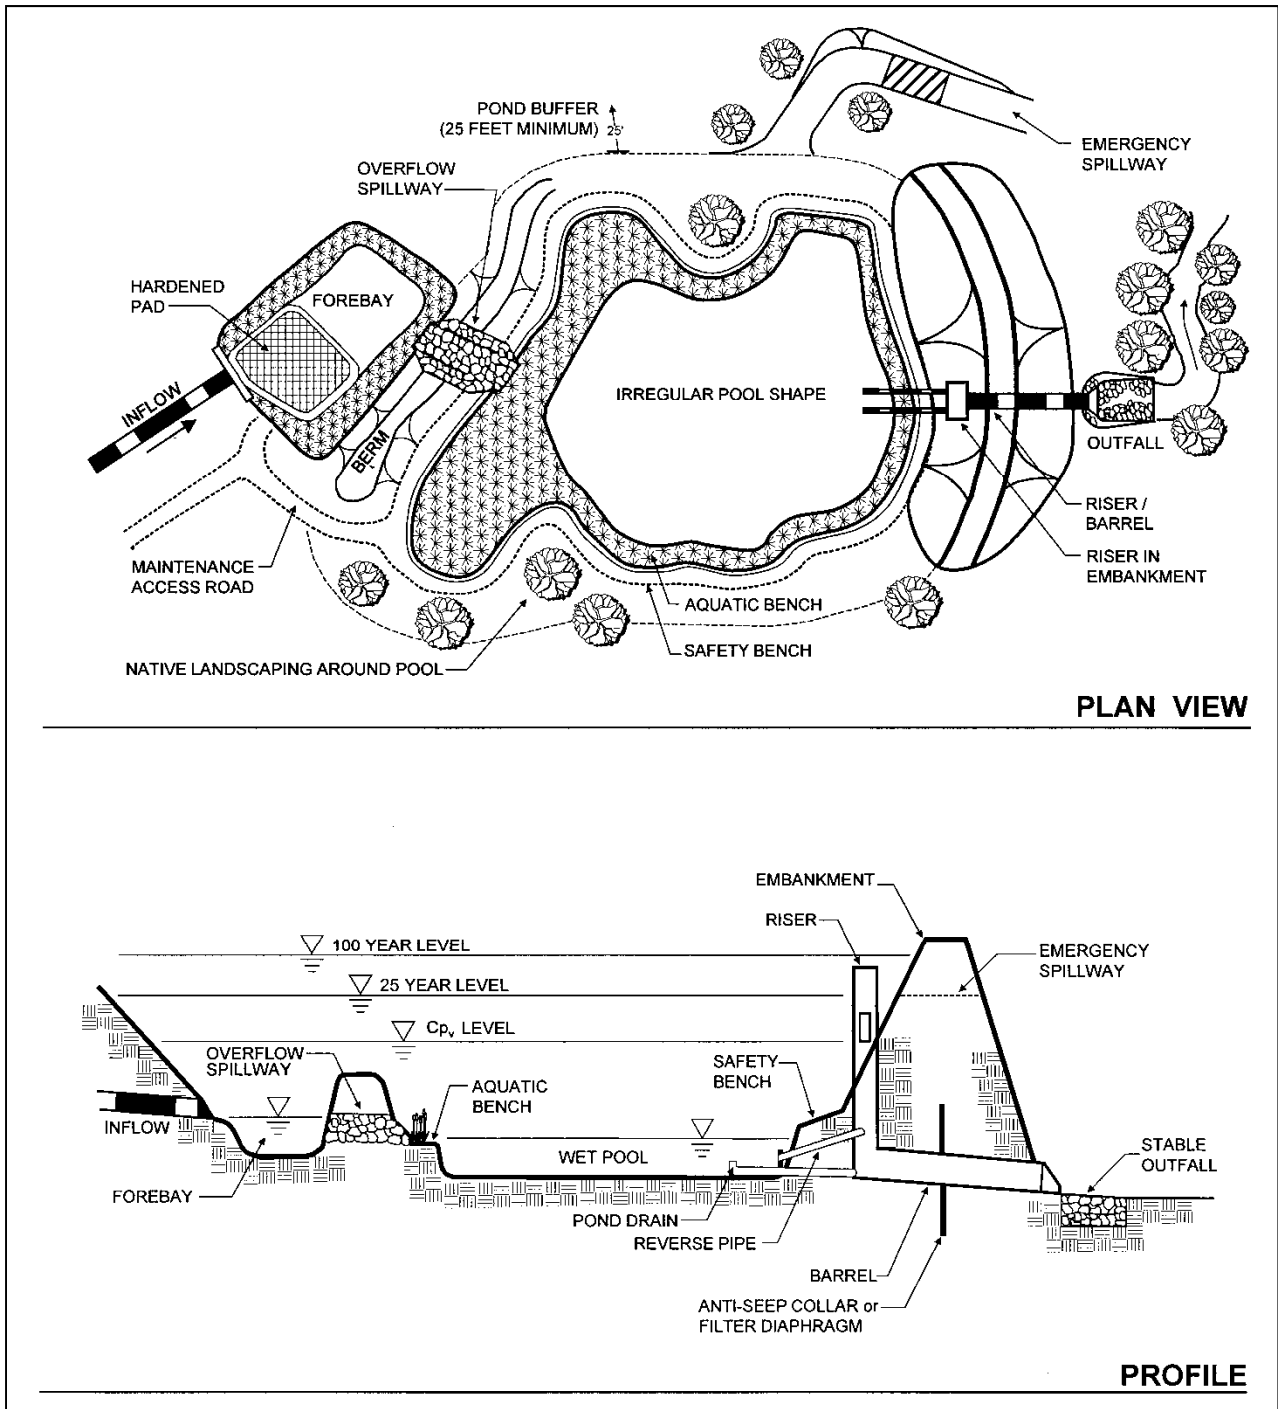 POND BUFFER
(25 FEET MINIMUM) 25'
EMERGENCY
SPILLWAY
OVERFLOW
SPILLWAY
HARDENED
PAD
FOREBAY
INFLOW
BERM
IRREGULAR POOL SHAPE
OUTFALL
RISER /
BARREL
RISER IN
EMBANKMENT
MAINTENANCE
ACCESS ROAD
AQUATIC BENCH
SAFETY BENCH
NATIVE LANDSCAPING AROUND POOL
PLAN VIEW
EMBANKMENT
RISER
100 YEAR LEVEL
EMERGENCY
SPILLWAY
25 YEAR LEVEL
Cpv LEVEL
OVERFLOW
SPILLWAY
SAFETY
BENCH
AQUATIC
BENCH
INFLOW
STABLE
OUTFALL
WET POOL
FOREBAY
POND DRAIN
REVERSE PIPE
BARREL
ANTI-SEEP COLLAR or
FILTER DIAPHRAGM
PROFILE